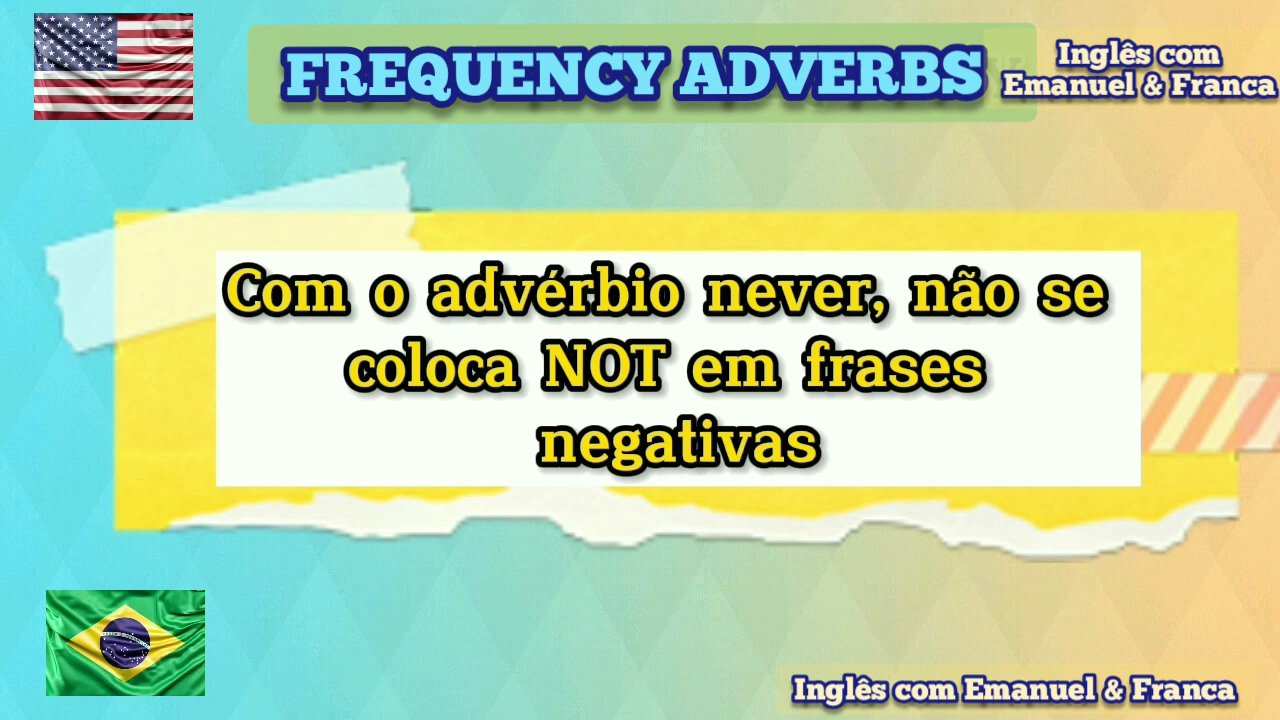 FREQUENCY ADVERBS
Inglês com
Emanuel & Franca
Com o advérbio never, não se
coloca NOT em frases
negativas
Inglês com Emanuel & Franca